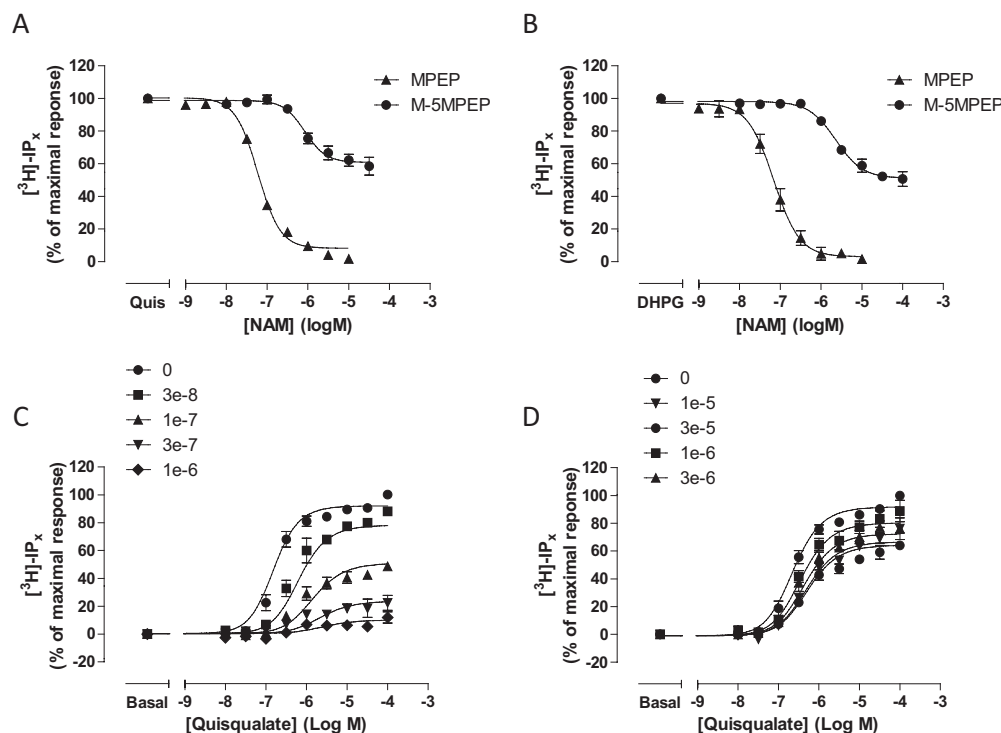 A
[³H]-IPₓ
(% of maximal reponse)
120
100
80
60
40
20
0
MPEP
M-5MPEP
Quis
-9 -8 -7 -6 -5 -4 -3
[NAM] (logM)
B
[³H]-IPₓ
(% of maximal reponse)
120
100
80
60
40
20
0
MPEP
M-5MPEP
DHPG
-9 -8 -7 -6 -5 -4 -3
[NAM] (logM)
C
0
3e-8
1e-7
3e-7
1e-6
[³H]-IPₓ
(% of maximal response)
120
100
80
60
40
20
0
-20
Basal
-9 -8 -7 -6 -5 -4 -3
[Quisqualate] (Log M)
D
0
1e-5
3e-5
1e-6
3e-6
[³H]-IPₓ
(% of maximal response)
120
100
80
60
40
20
0
-20
Basal
-9 -8 -7 -6 -5 -4 -3
[Quisqualate] (Log M)